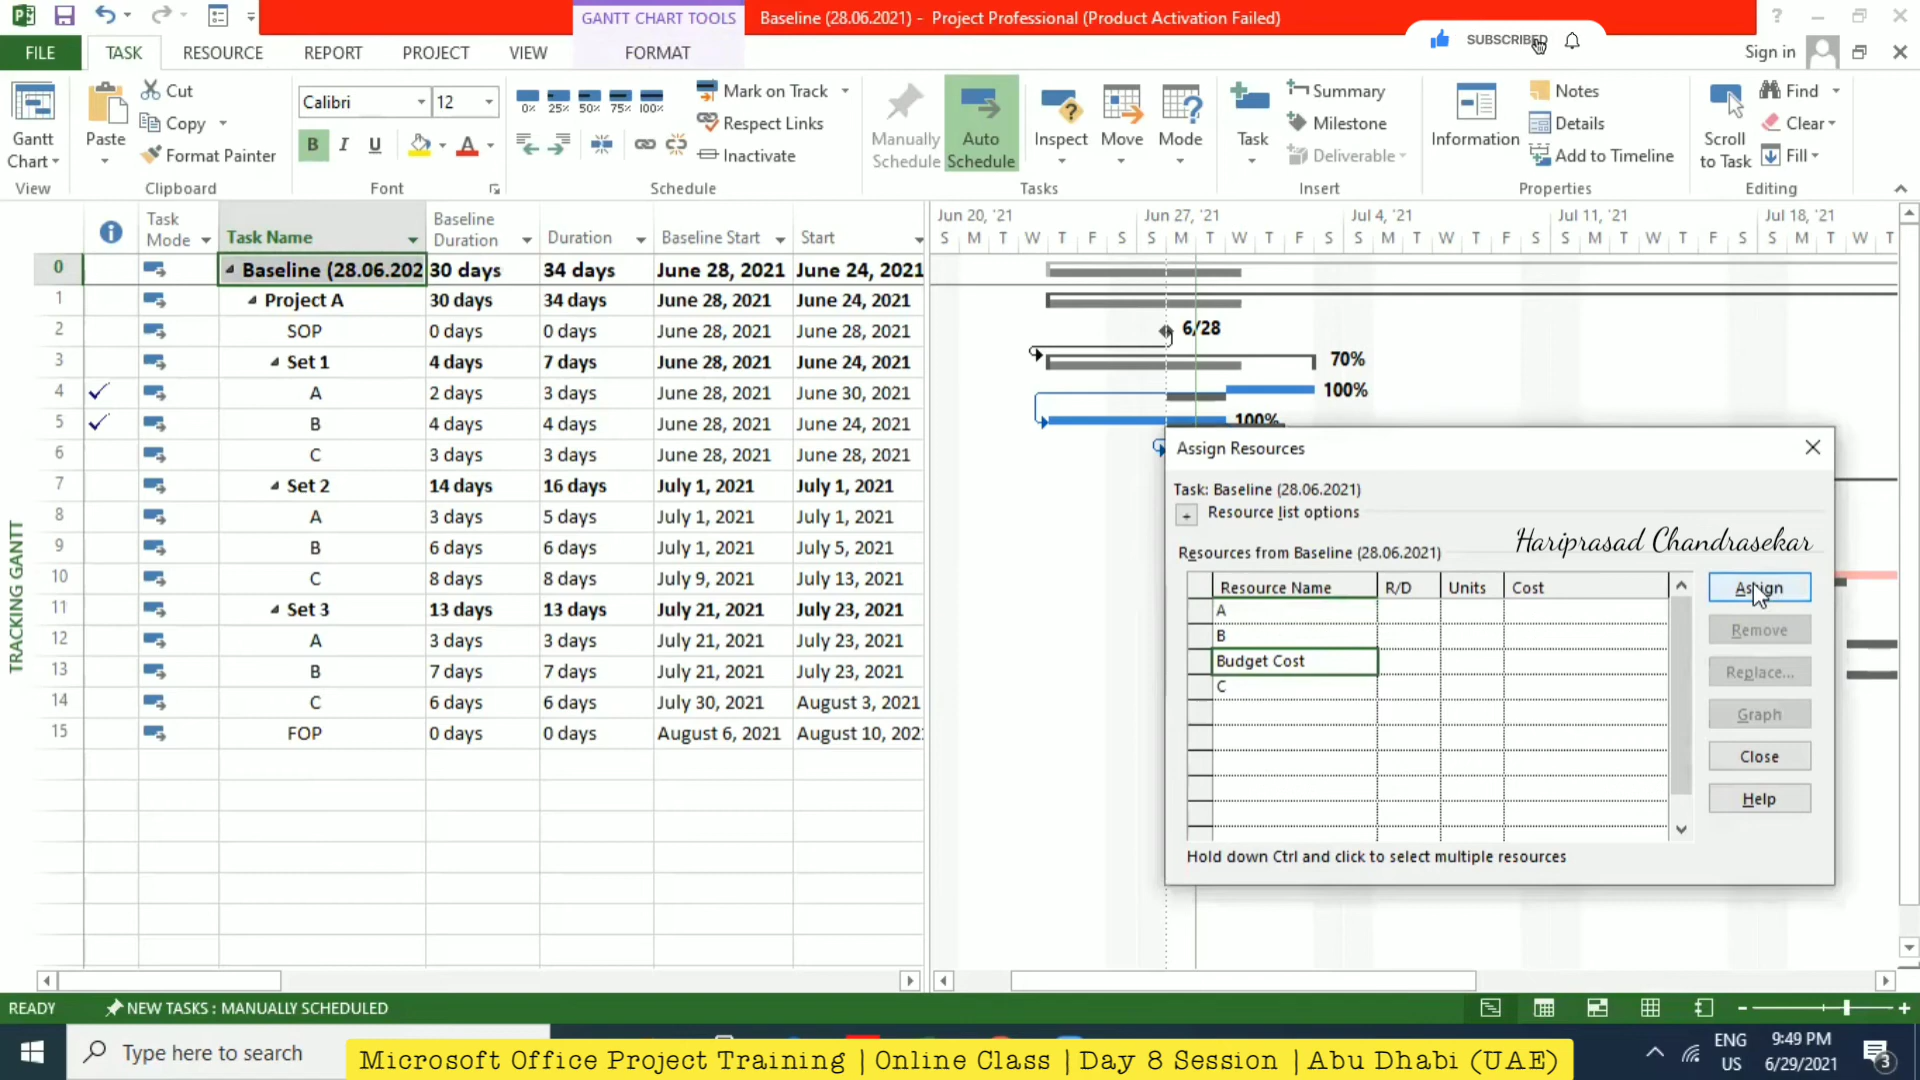 GANTT CHART TOOLS
Baseline (28.06.2021) - Project Professional (Product Activation Failed)
SUBSCRIBED
FILE TASK RESOURCE REPORT PROJECT VIEW FORMAT Sign in
Gantt Chart
View
Paste
Cut
Copy
Format Painter
Clipboard
Calibri 12
B I U A
Font
0% 25% 50% 75% 100%
Mark on Track
Respect Links
Inactivate
Schedule
Manually Schedule
Auto Schedule
Inspect
Move
Mode
Tasks
Task
Summary
Milestone
Deliverable
Insert
Information
Notes
Details
Add to Timeline
Properties
Scroll to Task
Find
Clear
Fill
Editing
Task Mode Task Name Baseline Duration Duration Baseline Start Start
Jun 20, '21 Jun 27, '21 Jul 4, '21 Jul 11, '21 Jul 18, '21
S M T W T F S S M T W T F S S M T W T F S S M T W T F S S M T W T
0 Baseline (28.06.202 30 days 34 days June 28, 2021 June 24, 2021
1 Project A 30 days 34 days June 28, 2021 June 24, 2021
2 SOP 0 days 0 days June 28, 2021 June 28, 2021 6/28
3 Set 1 4 days 7 days June 28, 2021 June 24, 2021 70%
4 A 2 days 3 days June 28, 2021 June 30, 2021 100%
5 B 4 days 4 days June 28, 2021 June 24, 2021 100%
6 C 3 days 3 days June 28, 2021 June 28, 2021
7 Set 2 14 days 16 days July 1, 2021 July 1, 2021
8 A 3 days 5 days July 1, 2021 July 1, 2021
9 B 6 days 6 days July 1, 2021 July 5, 2021
10 C 8 days 8 days July 9, 2021 July 13, 2021
11 Set 3 13 days 13 days July 21, 2021 July 23, 2021
12 A 3 days 3 days July 21, 2021 July 23, 2021
13 B 7 days 7 days July 21, 2021 July 23, 2021
14 C 6 days 6 days July 30, 2021 August 3, 2021
15 FOP 0 days 0 days August 6, 2021 August 10, 202
TRACKING GANTT
Assign Resources
Task: Baseline (28.06.2021)
+ Resource list options
Hariprasad Chandrasekar
Resources from Baseline (28.06.2021)
Resource Name R/D Units Cost
A
B
Budget Cost
C
Assign
Remove
Replace...
Graph
Close
Help
Hold down Ctrl and click to select multiple resources
READY NEW TASKS : MANUALLY SCHEDULED
Type here to search
Microsoft Office Project Training | Online Class | Day 8 Session | Abu Dhabi (UAE)
ENG US
9:49 PM
6/29/2021
3